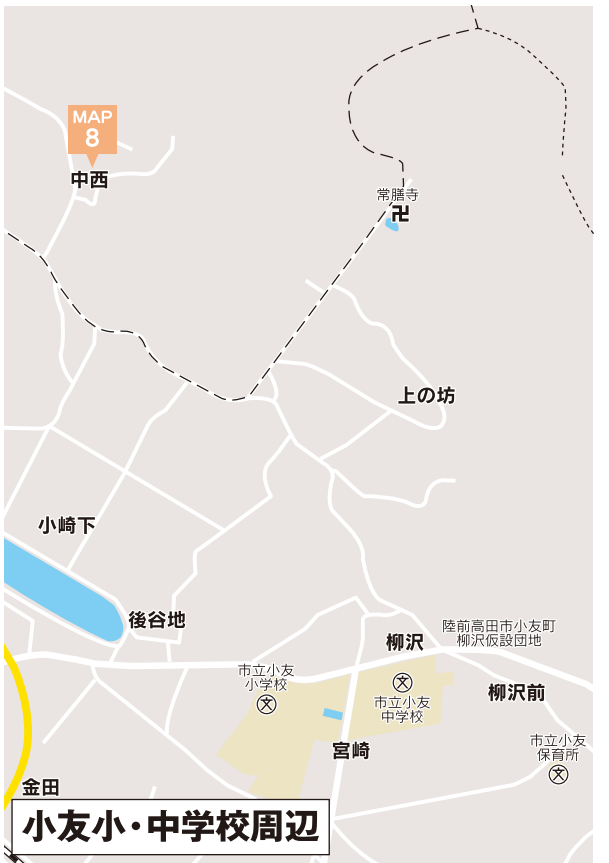 MAP
8
中西
常膳寺
上の坊
小崎下
後谷地
陸前高田市小友町
柳沢仮設団地
柳沢
市立小友
小学校
文
文
市立小友
中学校
柳沢前
市立小友
保育所
文
宮崎
金田
小友小・中学校周辺